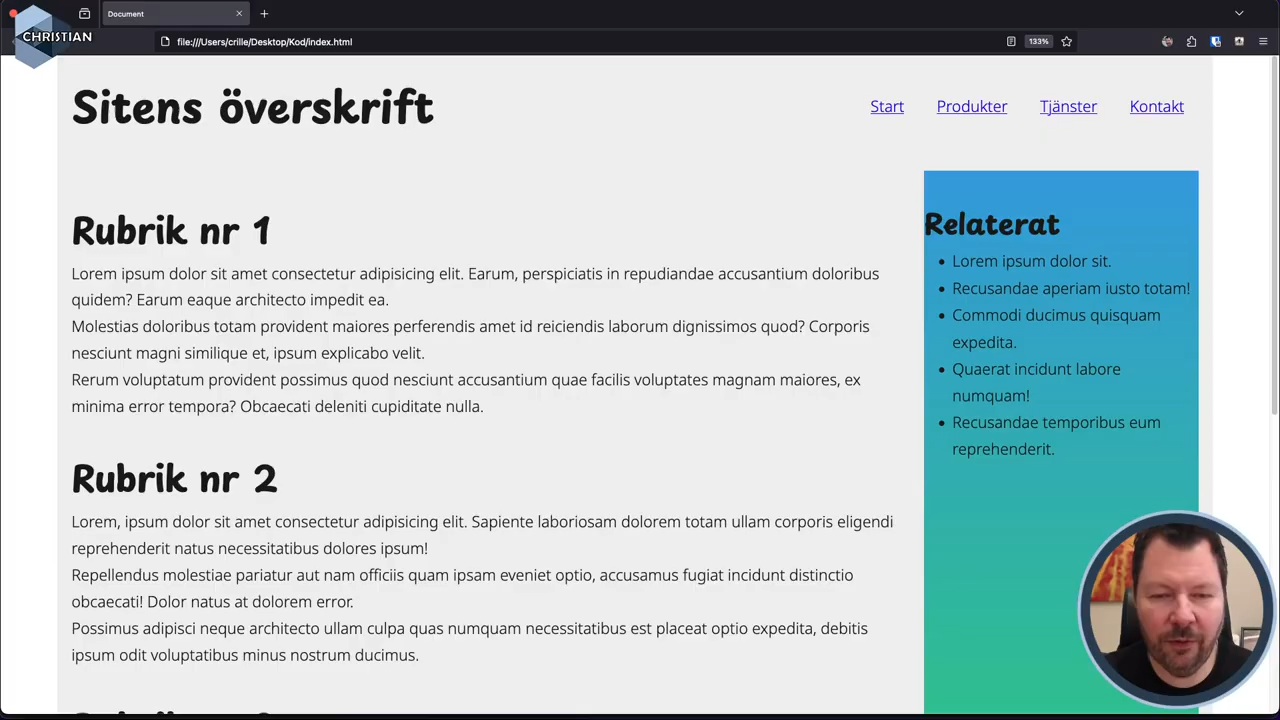 Document
CHRISTIAN
file:///Users/crille/Desktop/Kod/index.html
133%
Sitens överskrift
Start
Produkter
Tjänster
Kontakt
Rubrik nr 1
Lorem ipsum dolor sit amet consectetur adipisicing elit. Earum, perspiciatis in repudiandae accusantium doloribus
quidem? Earum eaque architecto impedit ea.
Molestias doloribus totam provident maiores perferendis amet id reiciendis laborum dignissimos quod? Corporis
nesciunt magni similique et, ipsum explicabo velit.
Rerum voluptatum provident possimus quod nesciunt accusantium quae facilis voluptates magnam maiores, ex
minima error tempora? Obcaecati deleniti cupiditate nulla.
Rubrik nr 2
Lorem, ipsum dolor sit amet consectetur adipisicing elit. Sapiente laboriosam dolorem totam ullam corporis eligendi
reprehenderit natus necessitatibus dolores ipsum!
Repellendus molestiae pariatur aut nam officiis quam ipsam eveniet optio, accusamus fugiat incidunt distinctio
obcaecati! Dolor natus at dolorem error.
Possimus adipisci neque architecto ullam culpa quas numquam necessitatibus est placeat optio expedita, debitis
ipsum odit voluptatibus minus nostrum ducimus.
Relaterat
Lorem ipsum dolor sit.
Recusandae aperiam iusto totam!
Commodi ducimus quisquam
expedita.
Quaerat incidunt labore
numquam!
Recusandae temporibus eum
reprehenderit.